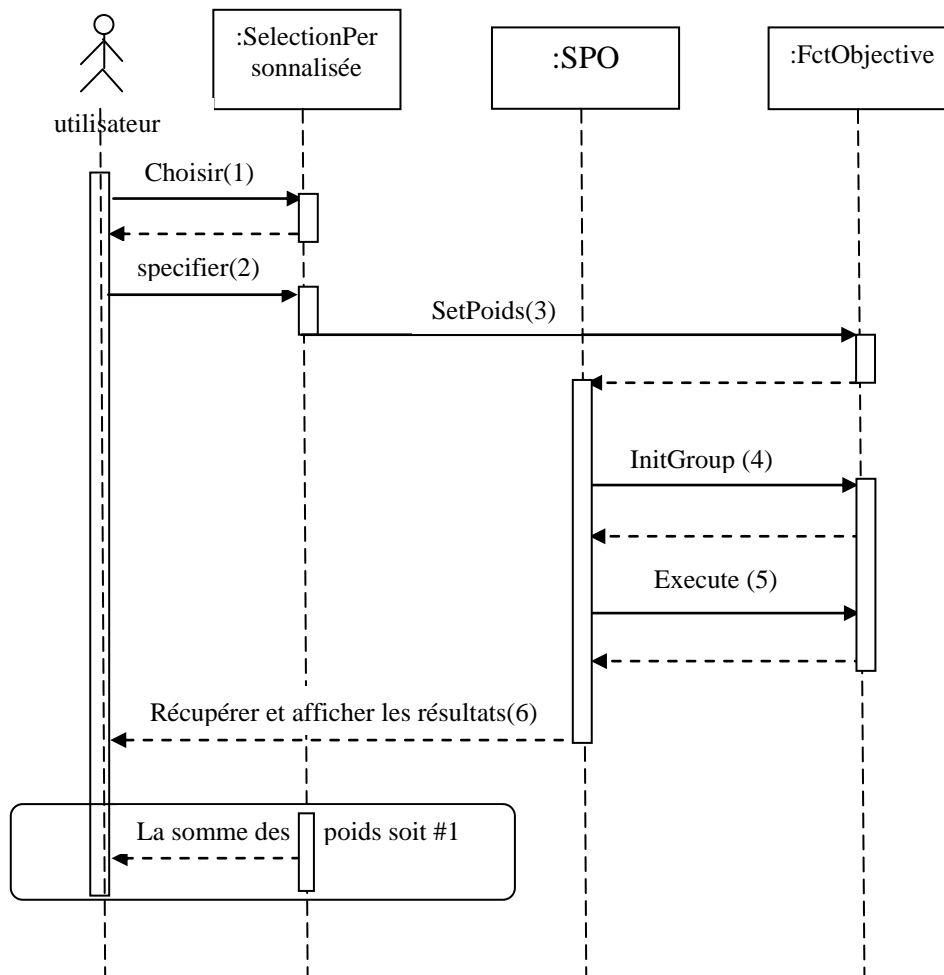 :SelectionPer
sonnalisée
:SPO
:FctObjective
utilisateur
Choisir(1)
specifier(2)
SetPoids(3)
InitGroup (4)
Execute (5)
Récupérer et afficher les résultats(6)
La somme des poids soit #1